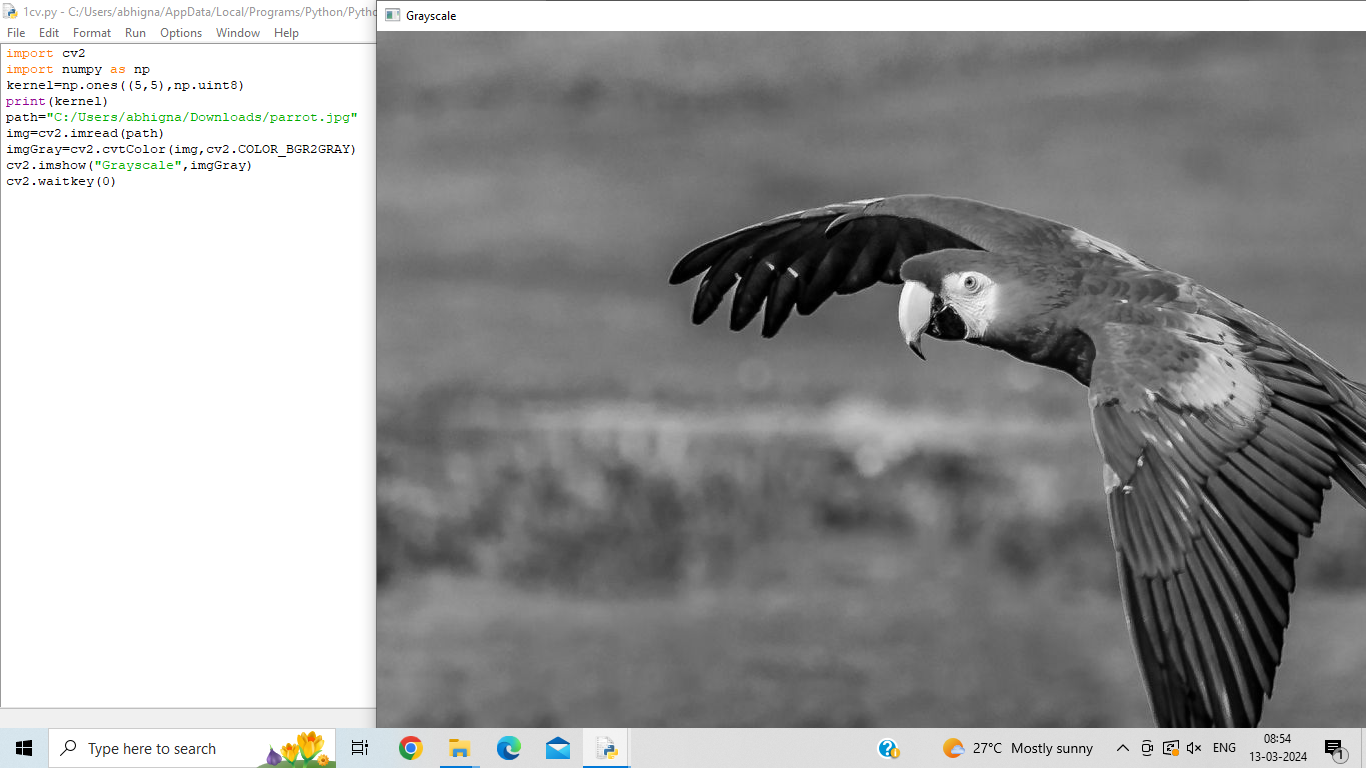 1cv.py - C:/Users/abhigna/AppData/Local/Programs/Python/Pytho
File Edit Format Run Options Window Help
import cv2
import numpy as np
kernel=np.ones((5,5),np.uint8)
print(kernel)
path="C:/Users/abhigna/Downloads/parrot.jpg"
img=cv2.imread(path)
imgGray=cv2.cvtColor(img,cv2.COLOR_BGR2GRAY)
cv2.imshow("Grayscale",imgGray)
cv2.waitkey(0)
Grayscale
Type here to search
27°C Mostly sunny
ENG
08:54
13-03-2024
1